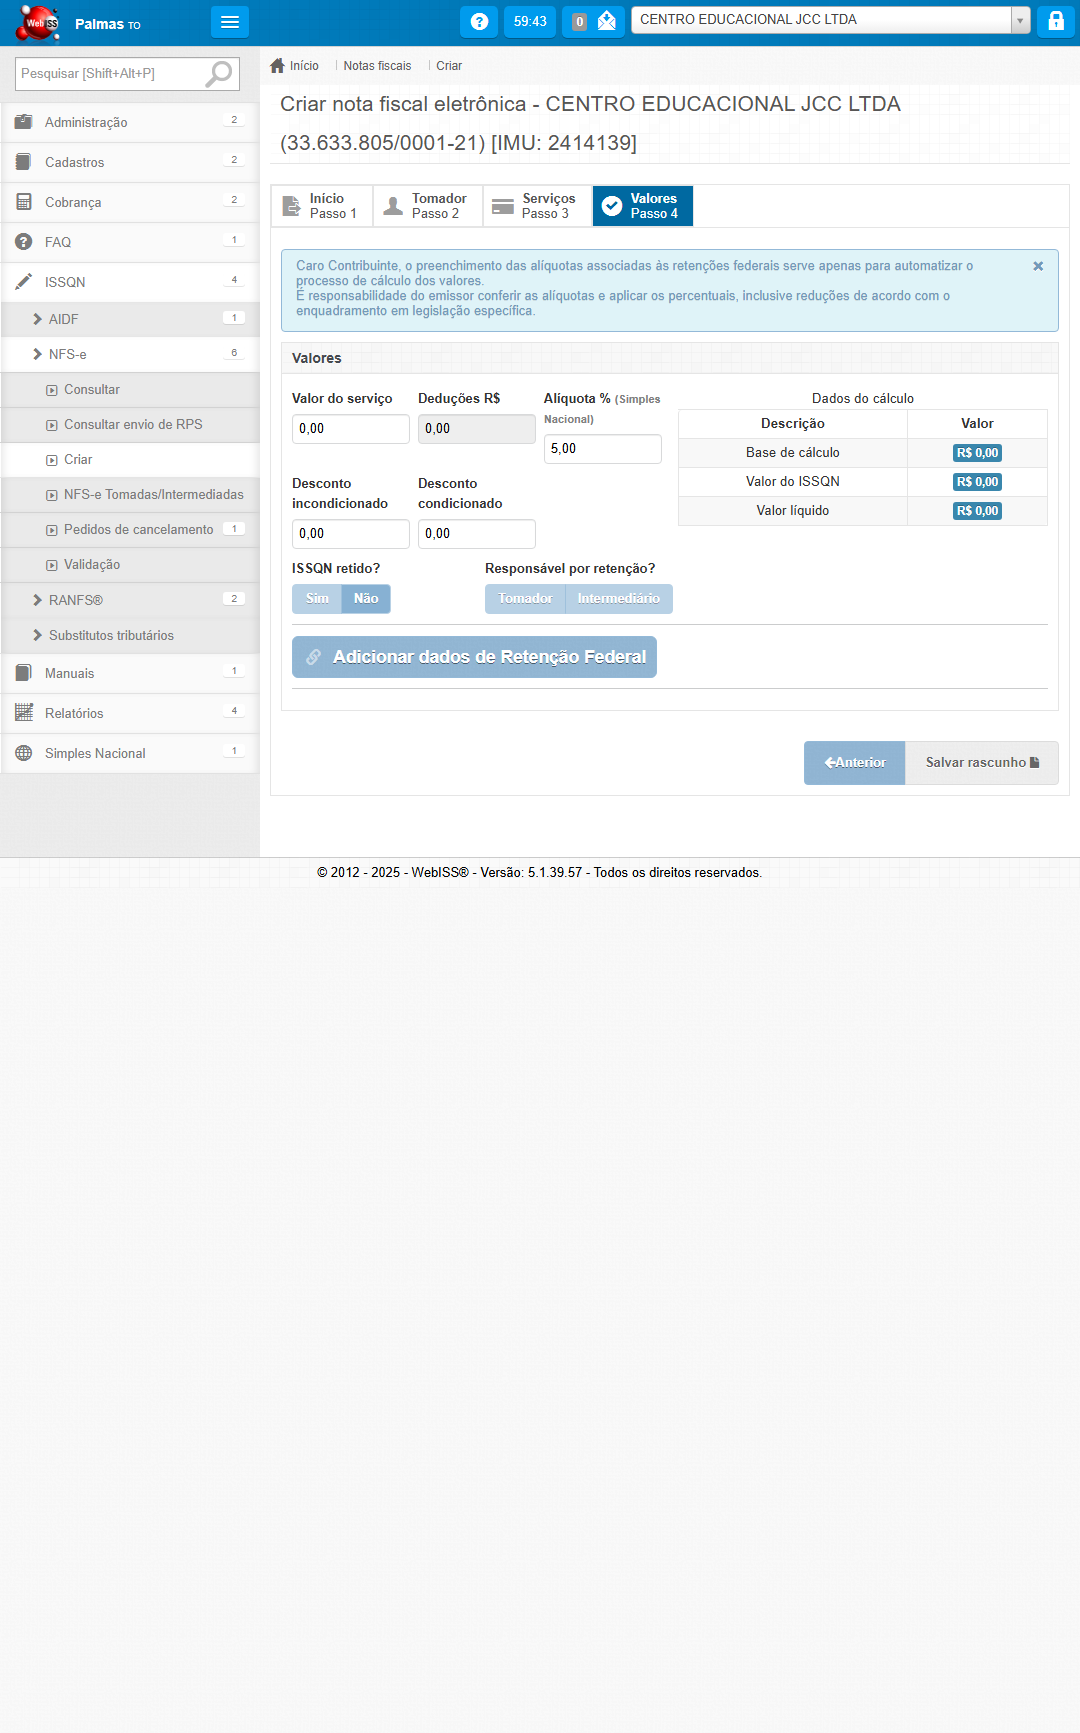 WebISS
Palmas TO
59:43
0
CENTRO EDUCACIONAL JCC LTDA
Pesquisar [Shift+Alt+P]
Início
Notas fiscais
Criar
Criar nota fiscal eletrônica - CENTRO EDUCACIONAL JCC LTDA
(33.633.805/0001-21) [IMU: 2414139]
Administração 2
Cadastros 2
Cobrança 2
FAQ 1
ISSQN 4
AIDF 1
NFS-e 6
Consultar
Consultar envio de RPS
Criar
NFS-e Tomadas/Intermediadas
Pedidos de cancelamento 1
Validação
RANFS® 2
Substitutos tributários
Manuais 1
Relatórios 4
Simples Nacional 1
Início
Passo 1
Tomador
Passo 2
Serviços
Passo 3
Valores
Passo 4
Caro Contribuinte, o preenchimento das alíquotas associadas às retenções federais serve apenas para automatizar o
processo de cálculo dos valores.
É responsabilidade do emissor conferir as alíquotas e aplicar os percentuais, inclusive reduções de acordo com o
enquadramento em legislação específica.
Valores
Valor do serviço
0,00
Deduções R$
0,00
Alíquota % (Simples
Nacional)
5,00
Desconto
incondicionado
0,00
Desconto
condicionado
0,00
Dados do cálculo
Descrição Valor
Base de cálculo R$ 0,00
Valor do ISSQN R$ 0,00
Valor líquido R$ 0,00
ISSQN retido?
Sim Não
Responsável por retenção?
Tomador Intermediário
Adicionar dados de Retenção Federal
Anterior
Salvar rascunho
© 2012 - 2025 - WebISS® - Versão: 5.1.39.57 - Todos os direitos reservados.